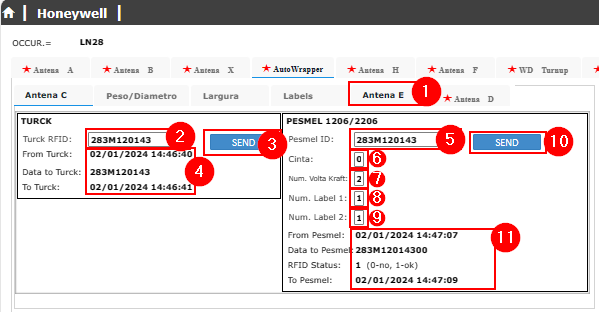 Honeywell
OCCUR.= LN28
★ Antena A ★ Antena B ★ Antena X ★ AutoWrapper ★ Antena H ★ Antena F ★ WD Turnup ★
Antena C Peso/Diametro Largura Labels Antena E 1 ★ Antena D
TURCK
Turck RFID: 283M120143 2 SEND 3
From Turck: 02/01/2024 14:46:40
Data to Turck: 283M120143 4
To Turck: 02/01/2024 14:46:41
PESMEL 1206/2206
Pesmel ID: 283M120143 5 SEND 10
Cinta: 0 6
Num. Volta Kraft: 2 7
Num. Label 1: 1 8
Num. Label 2: 1 9
From Pesmel: 02/01/2024 14:47:07 11
Data to Pesmel: 283M12014300
RFID Status: 1 (0-no, 1-ok)
To Pesmel: 02/01/2024 14:47:09